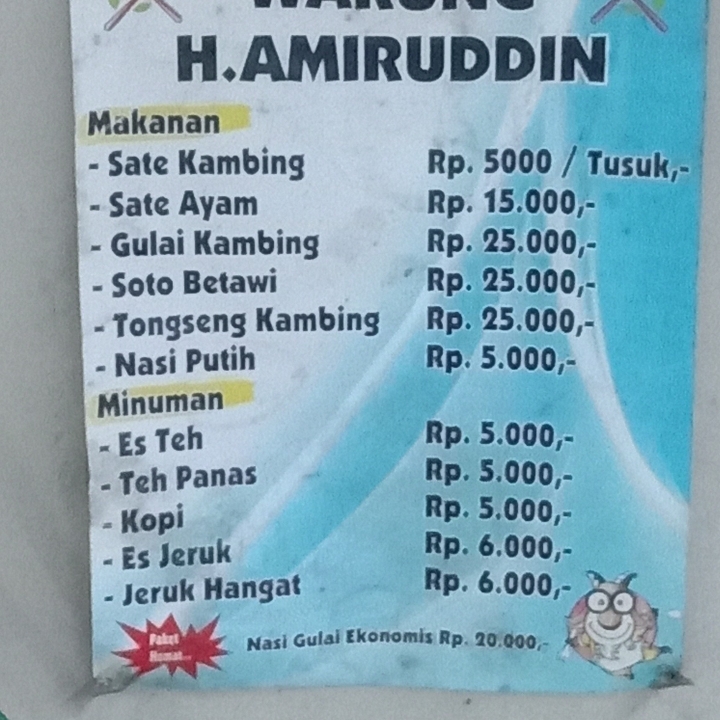 WARUNG
H.AMIRUDDIN
Makanan
- Sate Kambing Rp. 5000 / Tusuk,-
- Sate Ayam Rp. 15.000,-
- Gulai Kambing Rp. 25.000,-
- Soto Betawi Rp. 25.000,-
- Tongseng Kambing Rp. 25.000,-
- Nasi Putih Rp. 5.000,-
Minuman
- Es Teh Rp. 5.000,-
- Teh Panas Rp. 5.000,-
- Kopi Rp. 5.000,-
- Es Jeruk Rp. 6.000,-
- Jeruk Hangat Rp. 6.000,-
Paket
Hemat...
Nasi Gulai Ekonomis Rp. 20.000,-